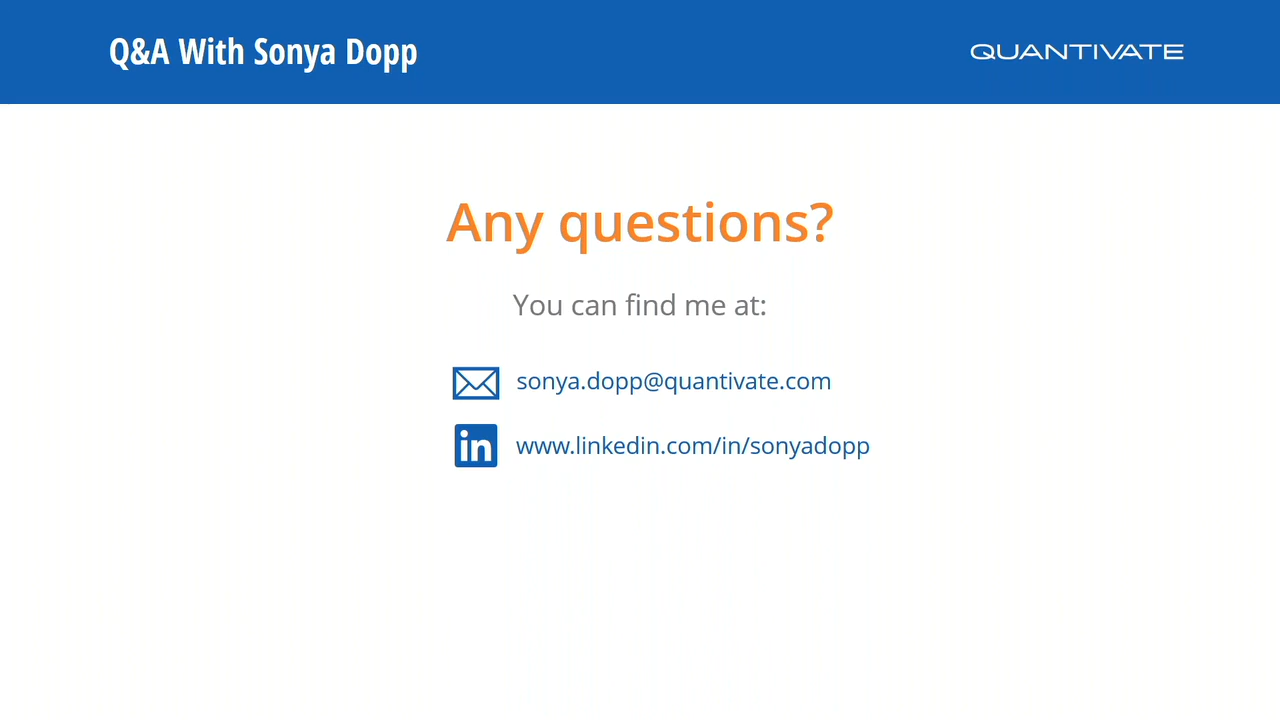 Q&A With Sonya Dopp
QUANTIVATE
Any questions?
You can find me at:
sonya.dopp@quantivate.com
in
www.linkedin.com/in/sonyadopp